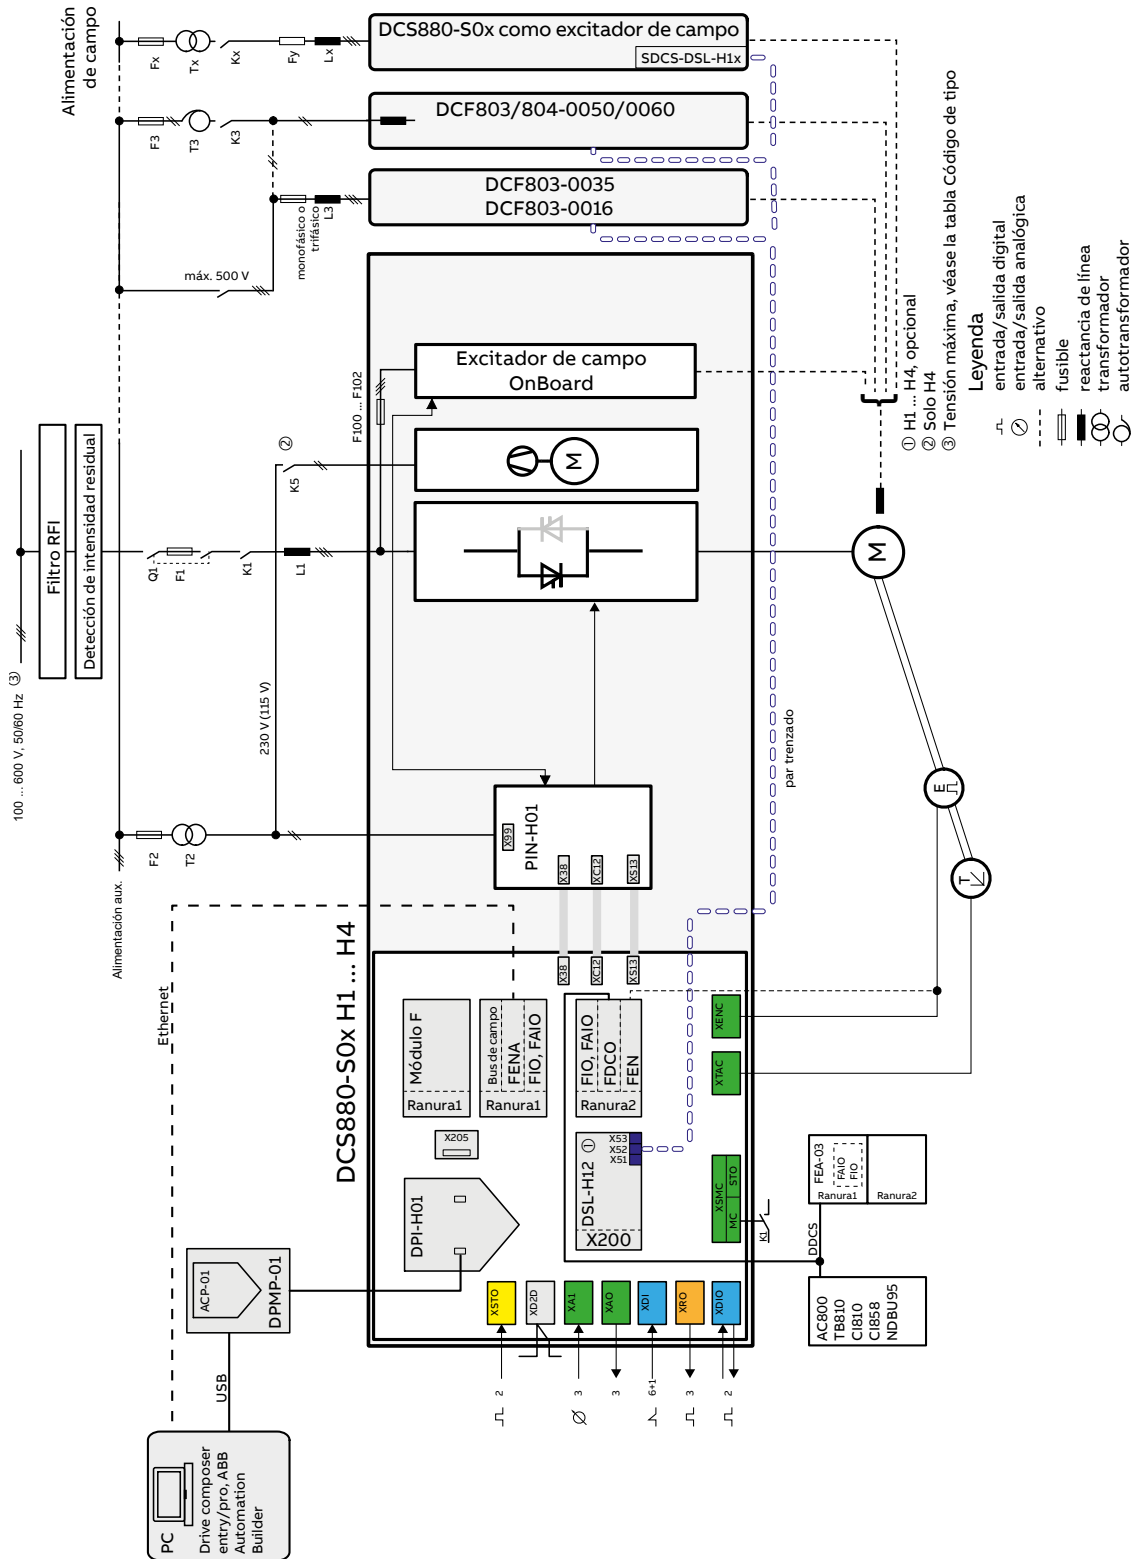 Alimentación
de campo
Fx
Tx
Kx
Fy
Lx
DCS880-S0x como excitador de campo
SDCS-DSL-H1x
F3
T3
K3
DCF803/804-0050/0060
monofásico o
trifásico
L3
DCF803-0035
DCF803-0016
máx. 500 V
100 ... 600 V, 50/60 Hz ③
Filtro RFI
Detección de intensidad residual
Q1
F1
K1
L1
K5
②
F100 ... F102
Excitador de campo
OnBoard
M
M
① H1 ... H4, opcional
② Solo H4
③ Tensión máxima, véase la tabla Código de tipo
Leyenda
entrada/salida digital
entrada/salida analógica
alternativo
fusible
reactancia de línea
transformador
autotransformador
230 V (115 V)
Alimentación aux.
F2
T2
X99
PIN-H01
X38
XC12
XS13
par trenzado
E
T
Ethernet
DCS880-S0x H1 ... H4
X38
XC12
XS13
Módulo F
Ranura1
Bus de campo
FENA
FIO, FAIO
Ranura1
FIO, FAIO
FDCO
FEN
Ranura2
XENC
XTAC
X205
DPI-H01
DSL-H12 ①
X53
X52
X51
X200
XSMC
MC
STO
K1
DDCS
FEA-03
FAIO
FIO
Ranura1
Ranura2
AC800
TB810
CI810
CI858
NDBU95
ACP-01
DPMP-01
USB
XSTO
XD2D
XA1
XAO
XDI
XRO
XDIO
2
3
3
6+1
3
2
PC
Drive composer
entry/pro, ABB
Automation
Builder